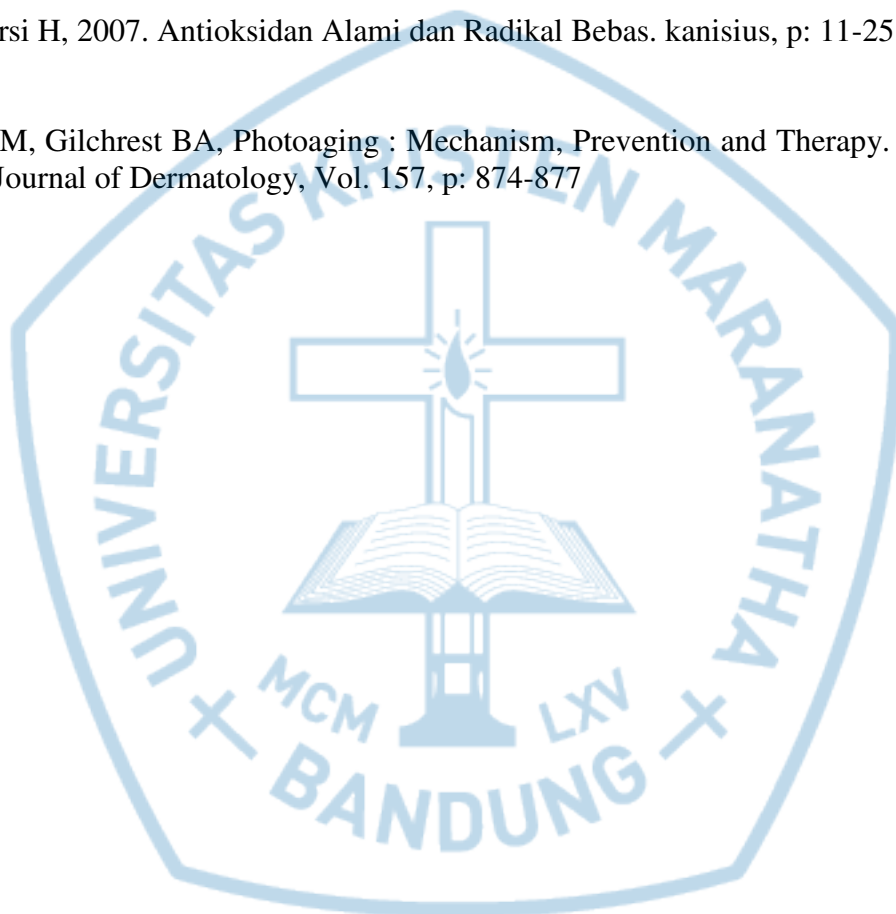 rsi H, 2007. Antioksidan Alami dan Radikal Bebas. kanisius, p: 11-25
M, Gilchrest BA, Photoaging : Mechanism, Prevention and Therapy.
Journal of Dermatology, Vol. 157, p: 874-877
UNIVERSITAS KRISTEN MARANATHA
MCM LXV
BANDUNG